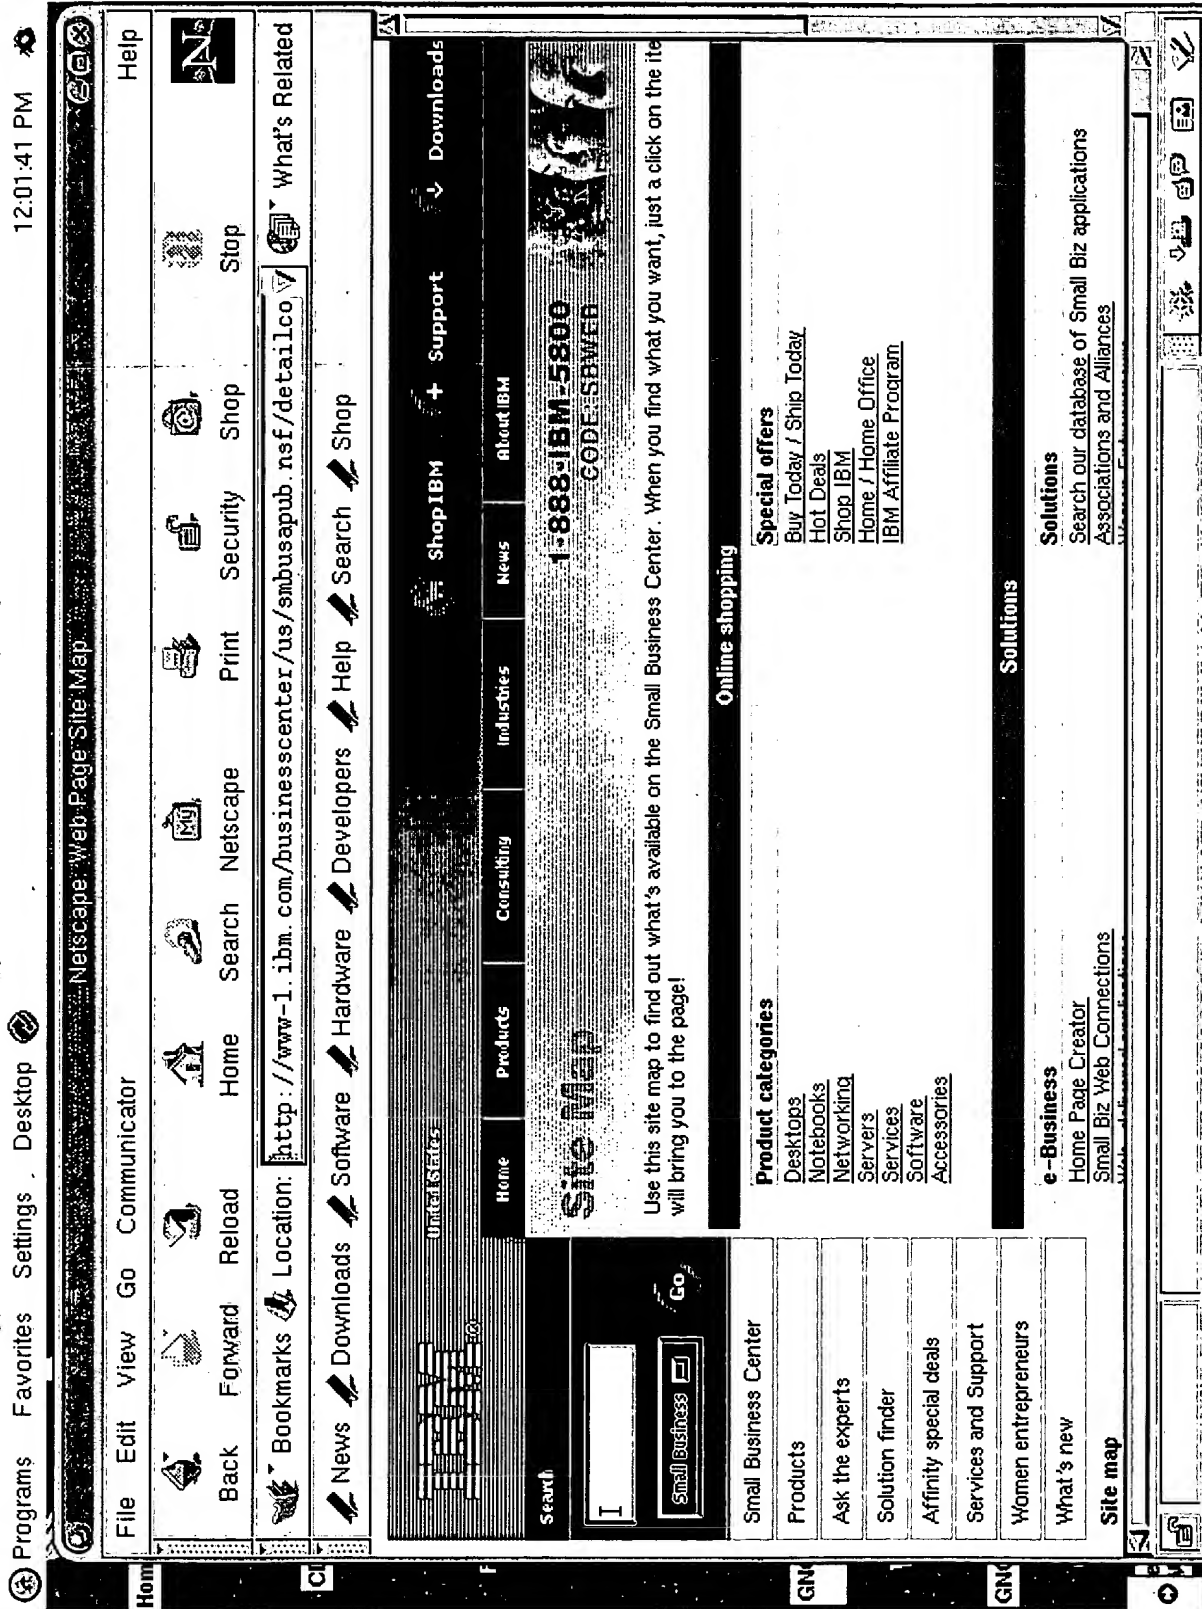 Programs Favorites Settings Desktop 12:01:41 PM
Netscape: Web Page Site Map
File Edit View Go Communicator Help
Back Forward Reload Home Search Netscape Print Security Shop Stop
Bookmarks Location: http://www-1.ibm.com/businesscenter/us/smbusapub.nsf/detailco What's Related
News Downloads Software Hardware Developers Help Search Shop
IBM
United States
Shop IBM Support Downloads
Home Products Consulting Industries News About IBM
Search
Small Business Go
Site Map
1-888-IBM-5800
CODE: SBWEB
Use this site map to find out what's available on the Small Business Center. When you find what you want, just a click on the ite
will bring you to the page!
Small Business Center
Products
Ask the experts
Solution finder
Affinity special deals
Services and Support
Women entrepreneurs
What's new
Site map
Online shopping
Product categories
Desktops
Notebooks
Networking
Servers
Services
Software
Accessories
Special offers
Buy Today / Ship Today
Hot Deals
Shop IBM
Home / Home Office
IBM Affiliate Program
Solutions
e-Business
Home Page Creator
Small Biz Web Connections
Solutions
Search our database of Small Biz applications
Associations and Alliances
Hom
GN
GN